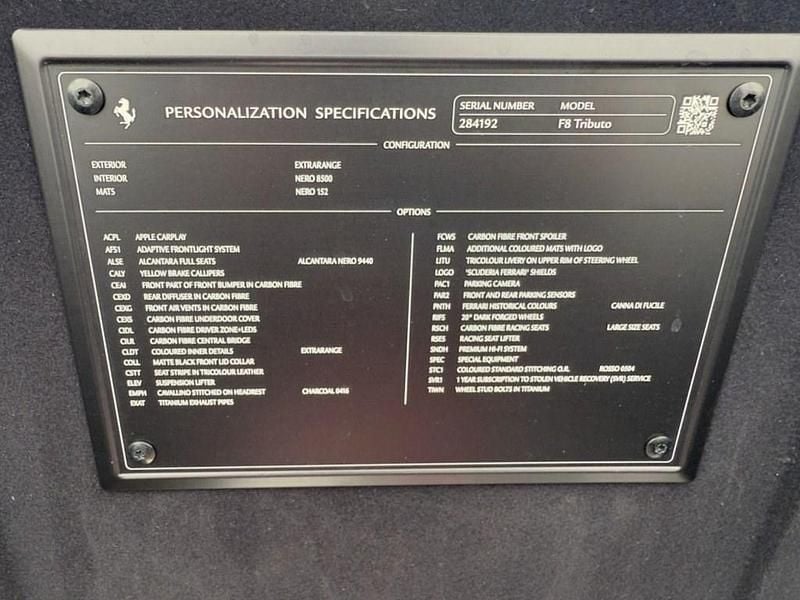 PERSONALIZATION SPECIFICATIONS
SERIAL NUMBER MODEL
284192 F8 Tributo
CONFIGURATION
EXTERIOR EXTRARANGE
INTERIOR NERO 8500
MATS NERO 152
OPTIONS
ACPL APPLE CARPLAY
AFS1 ADAPTIVE FRONTLIGHT SYSTEM
ALSE ALCANTARA FULL SEATS ALCANTARA NERO 9440
CALY YELLOW BRAKE CALLIPERS
CEAI FRONT PART OF FRONT BUMPER IN CARBON FIBRE
CEXD REAR DIFFUSER IN CARBON FIBRE
CEXG FRONT AIR VENTS IN CARBON FIBRE
CEXS CARBON FIBRE UNDERDOOR COVER
CIDL CARBON FIBRE DRIVER ZONE+LEDS
CILR CARBON FIBRE CENTRAL BRIDGE
CLDT COLOURED INNER DETAILS EXTRARANGE
COLL MATTE BLACK FRONT LID COLLAR
CSTT SEAT STRIPE IN TRICOLOUR LEATHER
ELEV SUSPENSION LIFTER
EMPH CAVALLINO STITCHED ON HEADREST CHARCOAL 0416
EXAT TITANIUM EXHAUST PIPES
FCWS CARBON FIBRE FRONT SPOILER
FLMA ADDITIONAL COLOURED MATS WITH LOGO
LITU TRICOLOUR LIVERY ON UPPER RIM OF STEERING WHEEL
LOGO "SCUDERIA FERRARI" SHIELDS
PAC1 PARKING CAMERA
PAR2 FRONT AND REAR PARKING SENSORS
PNTH FERRARI HISTORICAL COLOURS CANNA DI FUCILE
RIFS 20" DARK FORGED WHEELS
RSCH CARBON FIBRE RACING SEATS LARGE SIZE SEATS
RSES RACING SEAT LIFTER
SNDH PREMIUM HI-FI SYSTEM
SPEC SPECIAL EQUIPMENT
STC1 COLOURED STANDARD STITCHING O.R. ROSSO 0504
SVR1 1 YEAR SUBSCRIPTION TO STOLEN VEHICLE RECOVERY (SVR) SERVICE
TWIN WHEEL STUD BOLTS IN TITANIUM